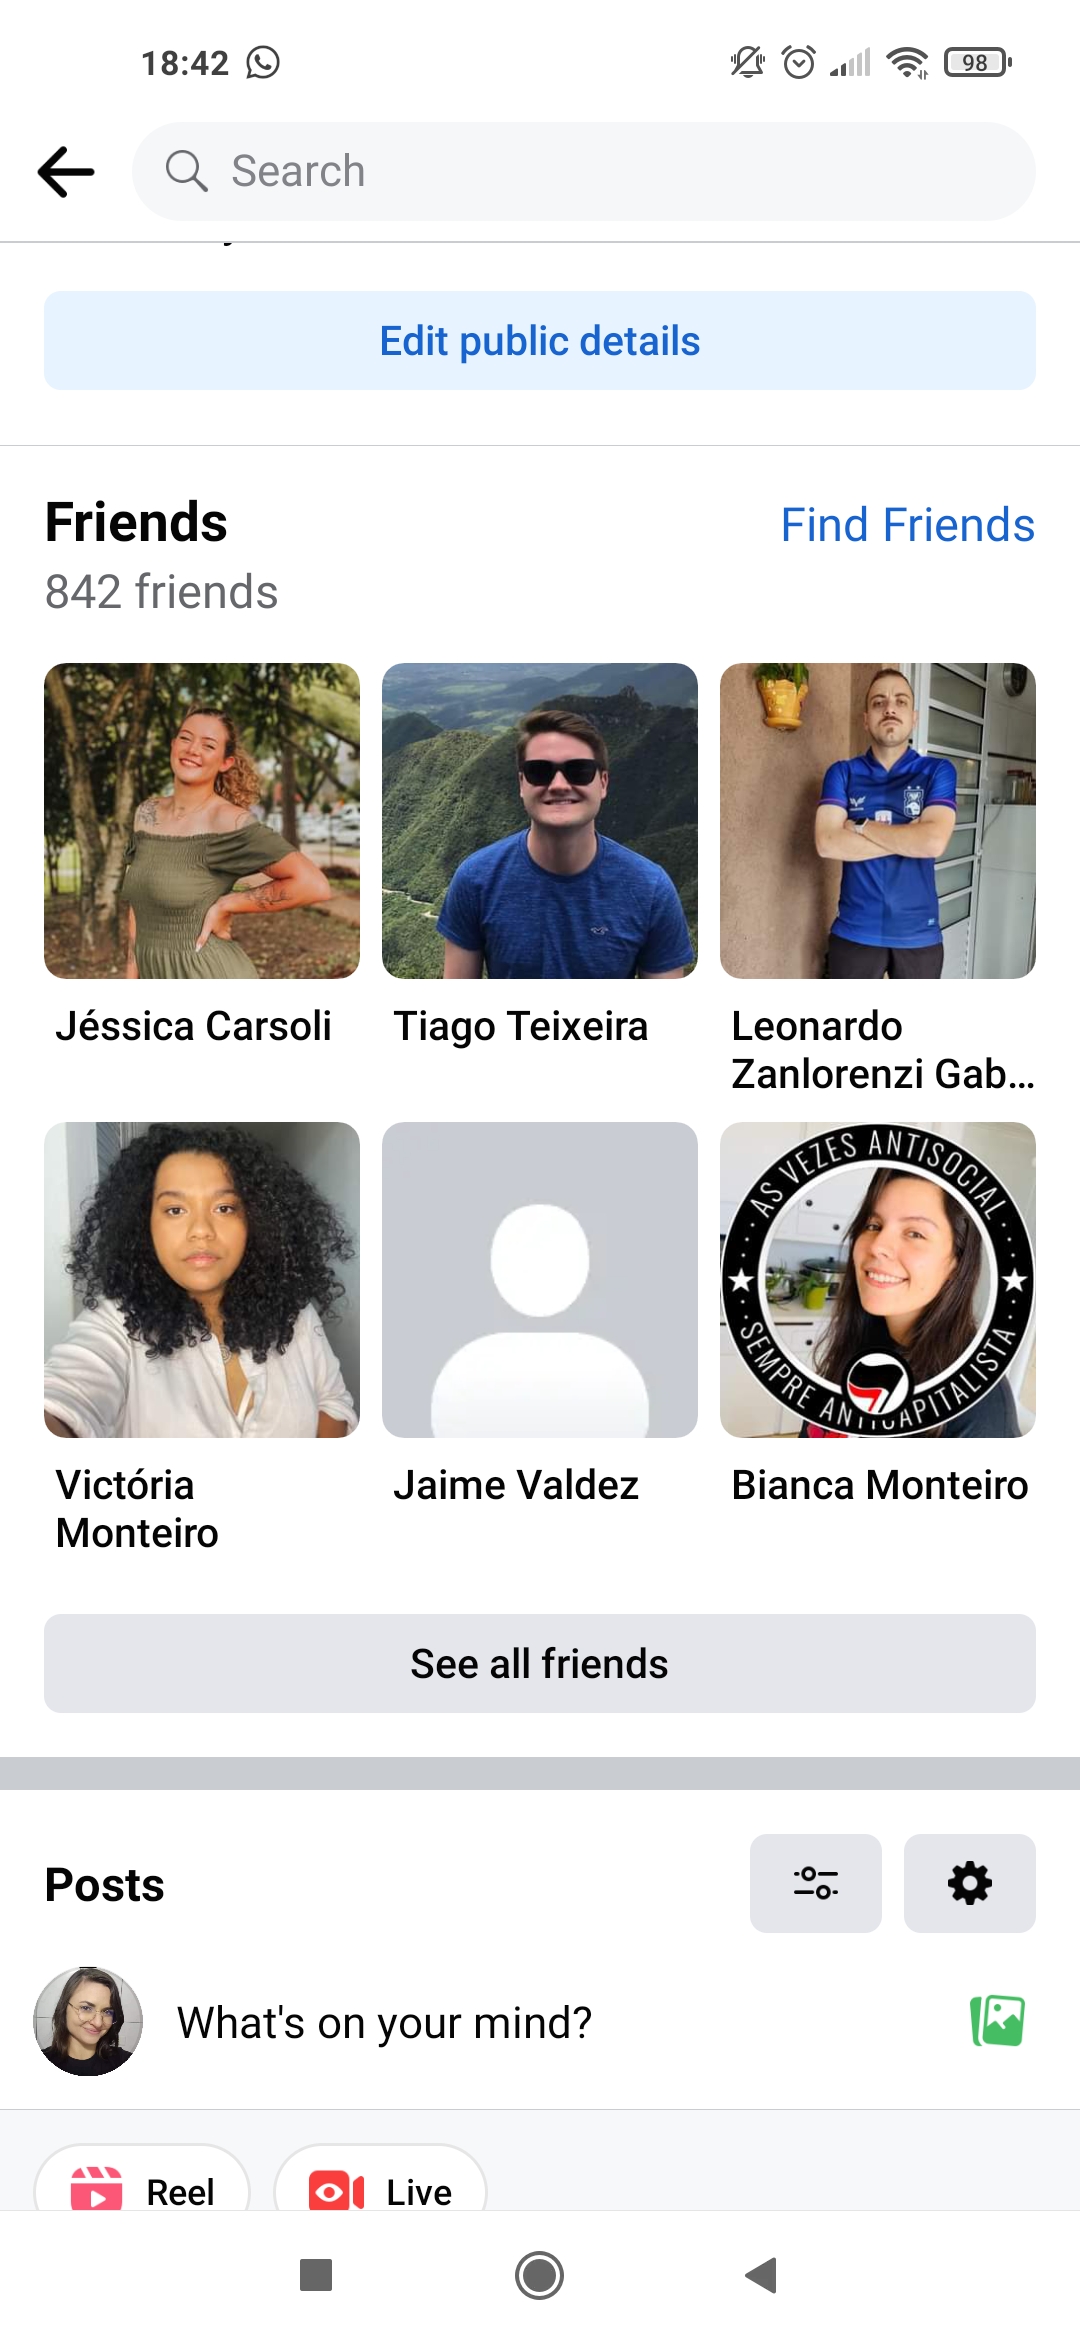 18:42
98
Search
Edit public details
Friends
Find Friends
842 friends
Jéssica Carsoli
Tiago Teixeira
Leonardo
Zanlorenzi Gab...
AS VEZES ANTISOCIAL
SEMPRE ANTICAPITALISTA
Victória
Monteiro
Jaime Valdez
Bianca Monteiro
See all friends
Posts
What's on your mind?
Reel
Live